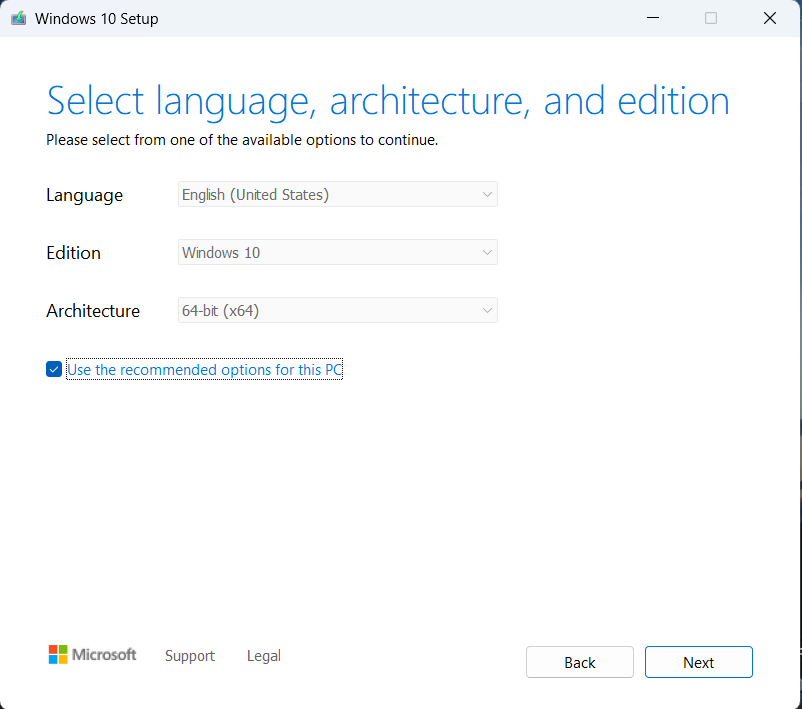 Windows 10 Setup
Select language, architecture, and edition
Please select from one of the available options to continue.
Language English (United States)
Edition Windows 10
Architecture 64-bit (x64)
Use the recommended options for this PC
Microsoft Support Legal Back Next